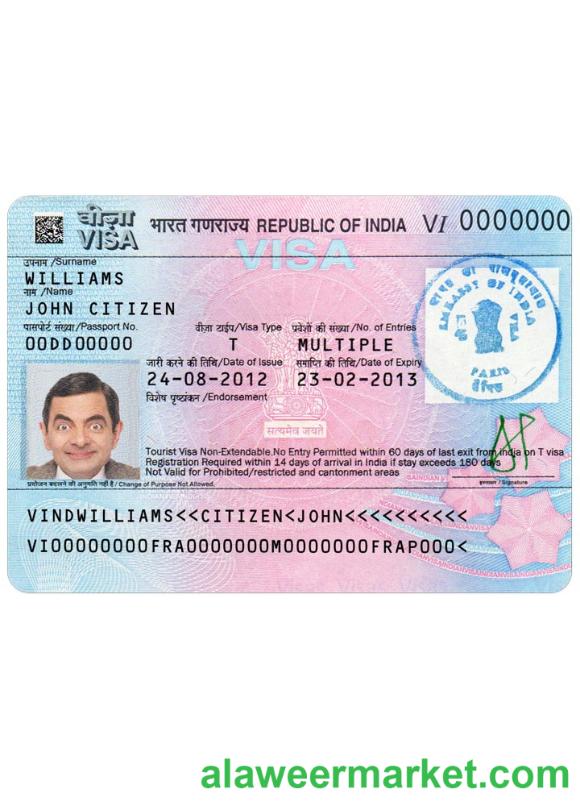 वीज़ा
VISA
भारत गणराज्य REPUBLIC OF INDIA
VI 0000000
VISA
उपनाम /Surname
WILLIAMS
नाम /Name
JOHN CITIZEN
पासपोर्ट संख्या/Passport No. वीज़ा टाईप/Visa Type प्रवेशों की संख्या/No. of Entries
00DD00000 T MULTIPLE
जारी करने की तिथि/Date of Issue समाप्ति की तिथि/Date of Expiry
24-08-2012 23-02-2013
विशेष पृष्ठांकन /Endorsement
EMBASSY OF INDIA
PARIS
सत्यमेव जयते
Tourist Visa Non-Extendable.No Entry Permitted within 60 days of last exit from India on T visa
Registration Required within 14 days of arrival in India if stay exceeds 180 days
Not Valid for Prohibited/restricted and cantonment areas
प्रयोजन बदलने की अनुमति नहीं है / Change of Purpose Not Allowed.
हस्ताक्षर / Signature
VINDWILLIAMS<<CITIZEN<JOHN<<<<<<<<<<
VI00000000FRA0000000M0000000FRAP000<
alaweermarket.com